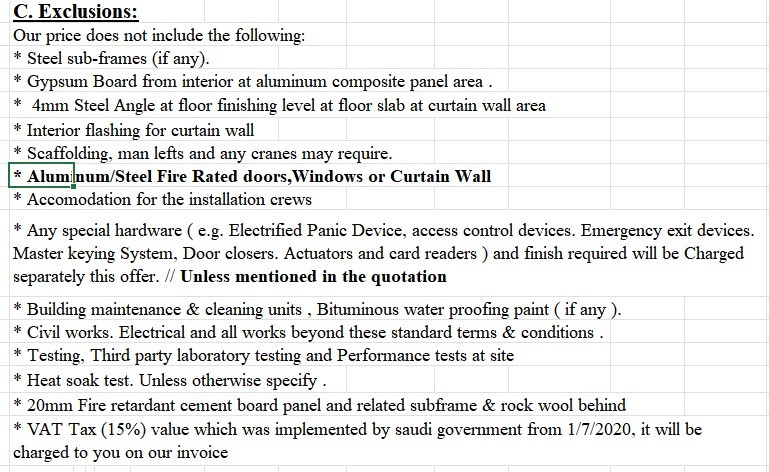 C. Exclusions:
Our price does not include the following:
* Steel sub-frames (if any).
* Gypsum Board from interior at aluminum composite panel area .
* 4mm Steel Angle at floor finishing level at floor slab at curtain wall area
* Interior flashing for curtain wall
* Scaffolding, man lefts and any cranes may require.
* Aluminum/Steel Fire Rated doors,Windows or Curtain Wall
* Accomodation for the installation crews
* Any special hardware ( e.g. Electrified Panic Device, access control devices. Emergency exit devices.
Master keying System, Door closers. Actuators and card readers ) and finish required will be Charged
separately this offer. // Unless mentioned in the quotation
* Building maintenance & cleaning units , Bituminous water proofing paint ( if any ).
* Civil works. Electrical and all works beyond these standard terms & conditions .
* Testing, Third party laboratory testing and Performance tests at site
* Heat soak test. Unless otherwise specify .
* 20mm Fire retardant cement board panel and related subframe & rock wool behind
* VAT Tax (15%) value which was implemented by saudi government from 1/7/2020, it will be
charged to you on our invoice